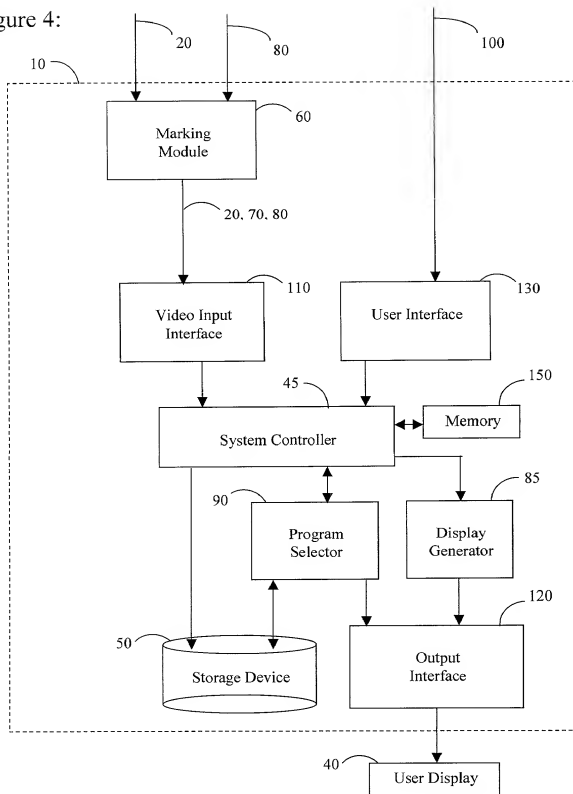 gure 4:
20
80
100
10
60
Marking
Module
20, 70, 80
110
130
Video Input
Interface
User Interface
45
150
System Controller
Memory
90
85
Program
Selector
Display
Generator
120
50
Storage Device
Output
Interface
40
User Display